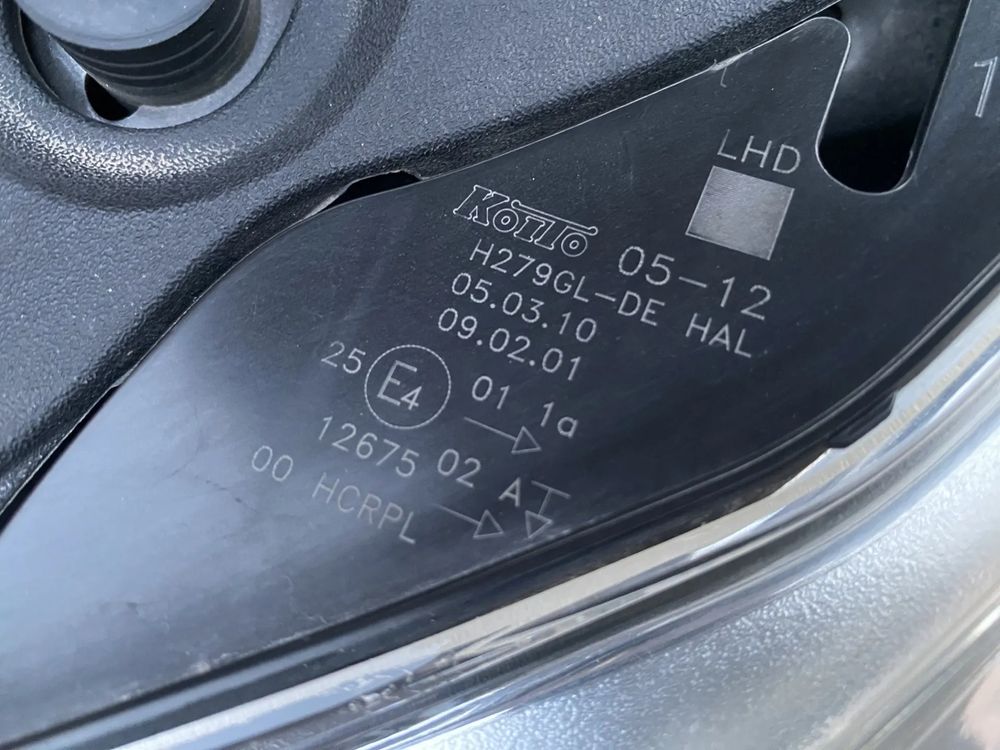 1
LHD
KOITO 05-12
H279GL-DE HAL
05.03.10
09.02.01
25 E4 01 1a
12675 02 A
00 HCRPL